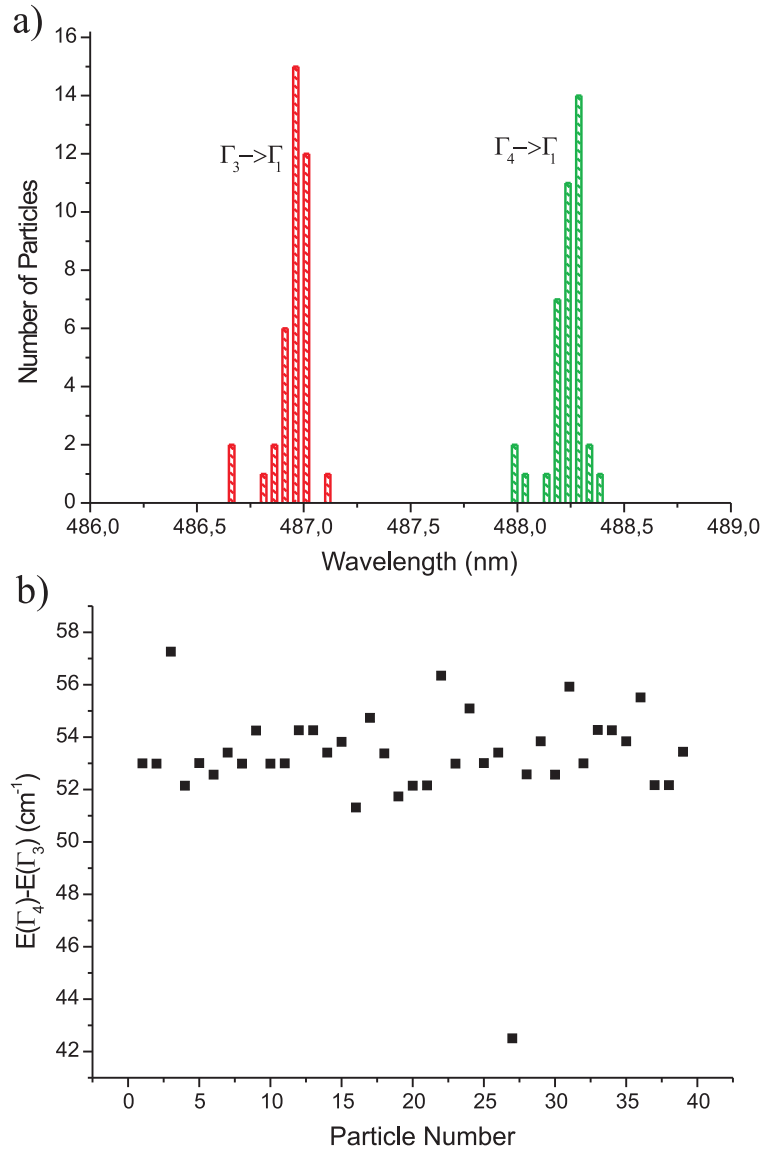 a)
16
14
12
10
8
6
4
2
0
Number of Particles
Γ₃–>Γ₁
Γ₄–>Γ₁
486,0 486,5 487,0 487,5 488,0 488,5 489,0
Wavelength (nm)
b)
58
56
54
52
50
48
46
44
42
E(Γ₄)-E(Γ₃) (cm⁻¹)
0 5 10 15 20 25 30 35 40
Particle Number